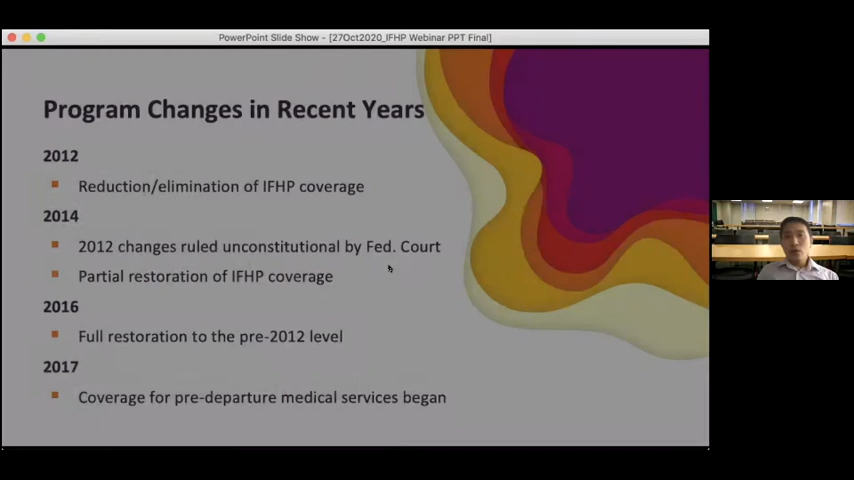 PowerPoint Slide Show - [27Oct2020_IFHP Webinar PPT Final]
Program Changes in Recent Years
2012
Reduction/elimination of IFHP coverage
2014
2012 changes ruled unconstitutional by Fed. Court
Partial restoration of IFHP coverage
2016
Full restoration to the pre-2012 level
2017
Coverage for pre-departure medical services began